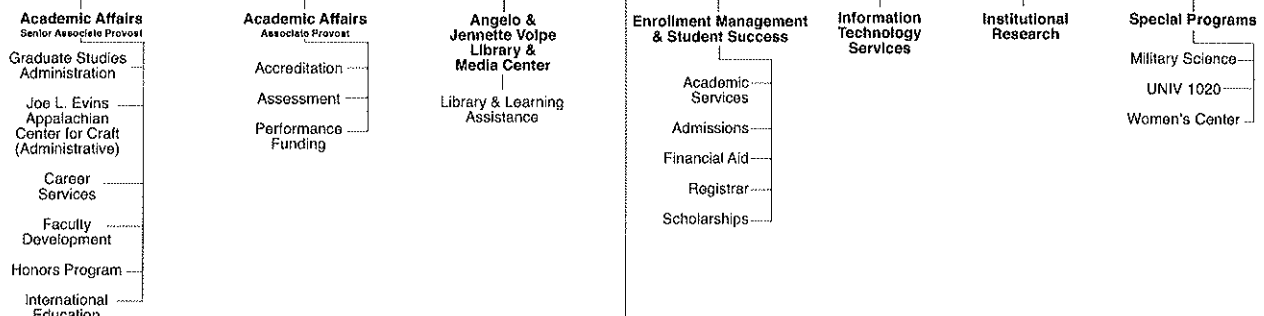 Academic Affairs
Senior Associate Provost
Graduate Studies
Administration
Joe L. Evins
Appalachian
Center for Craft
(Administrative)
Career
Services
Faculty
Development
Honors Program
International
Education
Academic Affairs
Associate Provost
Accreditation
Assessment
Performance
Funding
Angelo &
Jennette Volpe
Library &
Media Center
Library & Learning
Assistance
Enrollment Management
& Student Success
Academic
Services
Admissions
Financial Aid
Registrar
Scholarships
Information
Technology
Services
Institutional
Research
Special Programs
Military Science
UNIV 1020
Women's Center